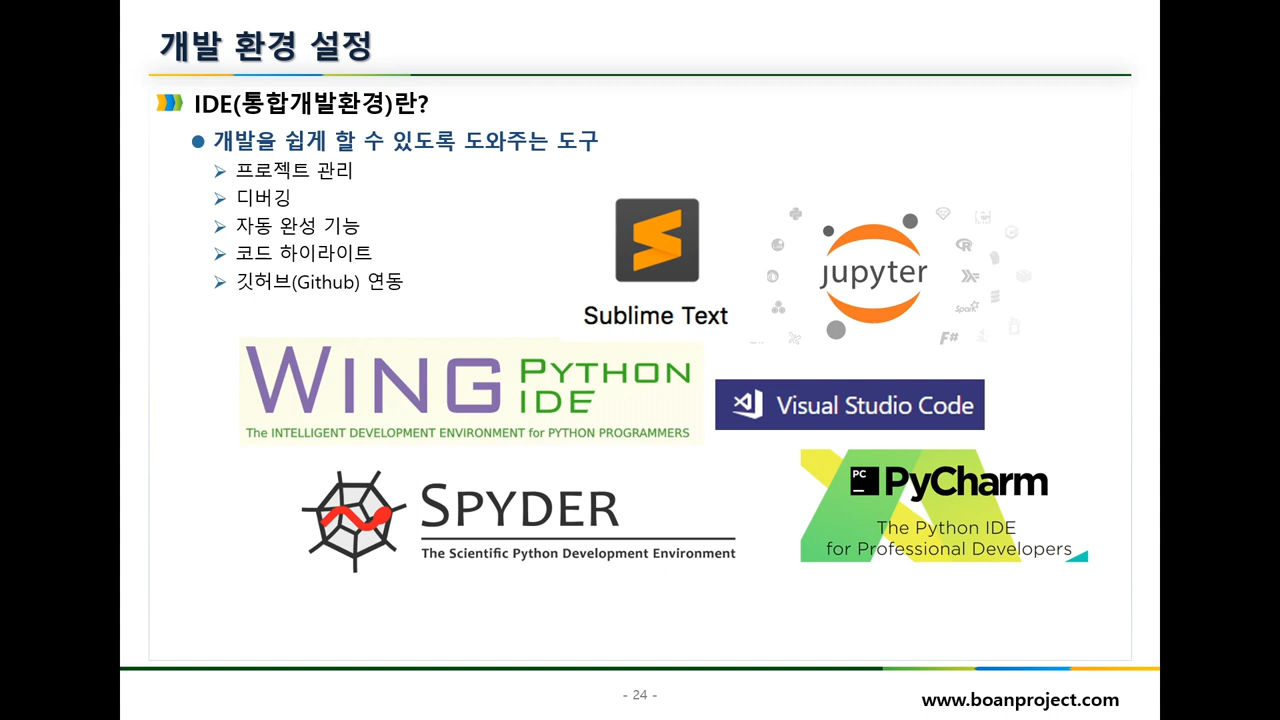 개발 환경 설정
IDE(통합개발환경)란?
개발을 쉽게 할 수 있도록 도와주는 도구
프로젝트 관리
디버깅
자동 완성 기능
코드 하이라이트
깃허브(Github) 연동
Sublime Text
jupyter
R
Spark
F#
WING PYTHON IDE
The INTELLIGENT DEVELOPMENT ENVIRONMENT for PYTHON PROGRAMMERS
Visual Studio Code
SPYDER
The Scientific Python Development Environment
PC PyCharm
The Python IDE
for Professional Developers
- 24 -
www.boanproject.com